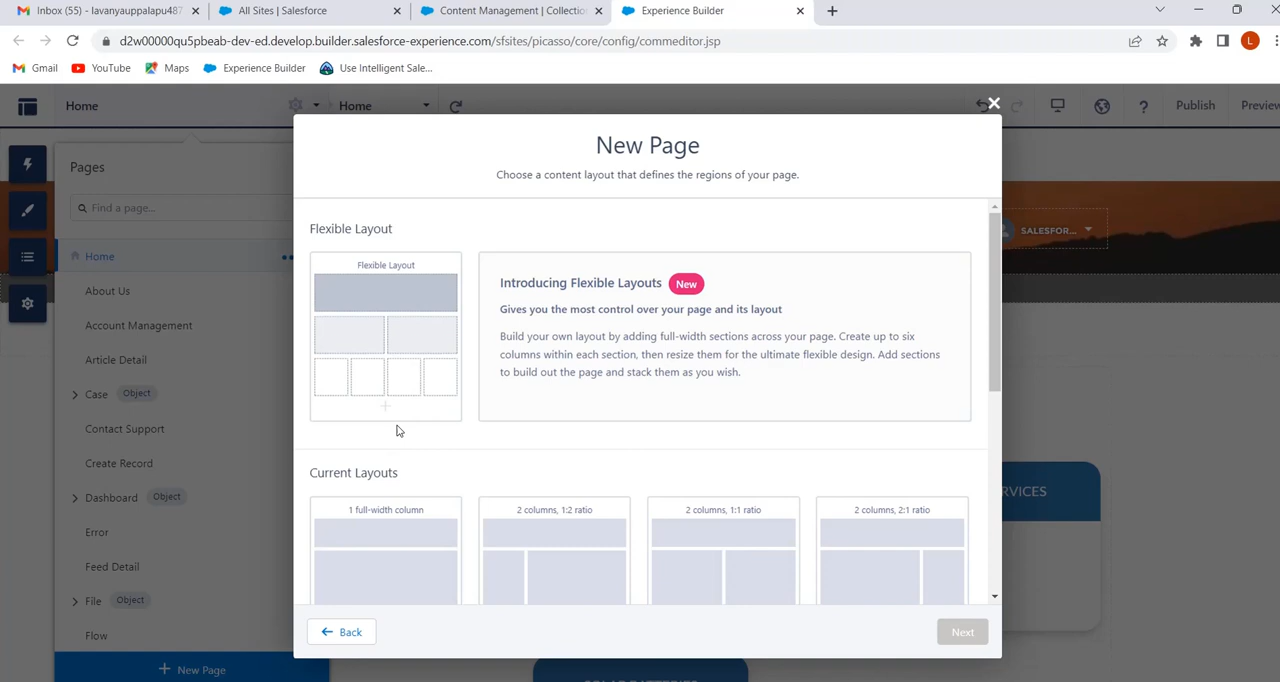 Inbox (55) - lavanyauppalapu487
All Sites | Salesforce
Content Management | Collection
Experience Builder
d2w00000qu5pbeab-dev-ed.develop.builder.salesforce-experience.com/sfsites/picasso/core/config/commeditor.jsp
L
Gmail
YouTube
Maps
Experience Builder
Use Intelligent Sale...
Home
Home
?
Publish
Preview
New Page
Choose a content layout that defines the regions of your page.
Pages
Find a page...
Home
About Us
Account Management
Article Detail
Case Object
Contact Support
Create Record
Dashboard Object
Error
Feed Detail
File Object
Flow
+ New Page
Flexible Layout
Flexible Layout
Introducing Flexible Layouts New
Gives you the most control over your page and its layout
Build your own layout by adding full-width sections across your page. Create up to six
columns within each section, then resize them for the ultimate flexible design. Add sections
to build out the page and stack them as you wish.
Current Layouts
1 full-width column
2 columns, 1:2 ratio
2 columns, 1:1 ratio
2 columns, 2:1 ratio
Back
Next
SALESFOR...
RVICES